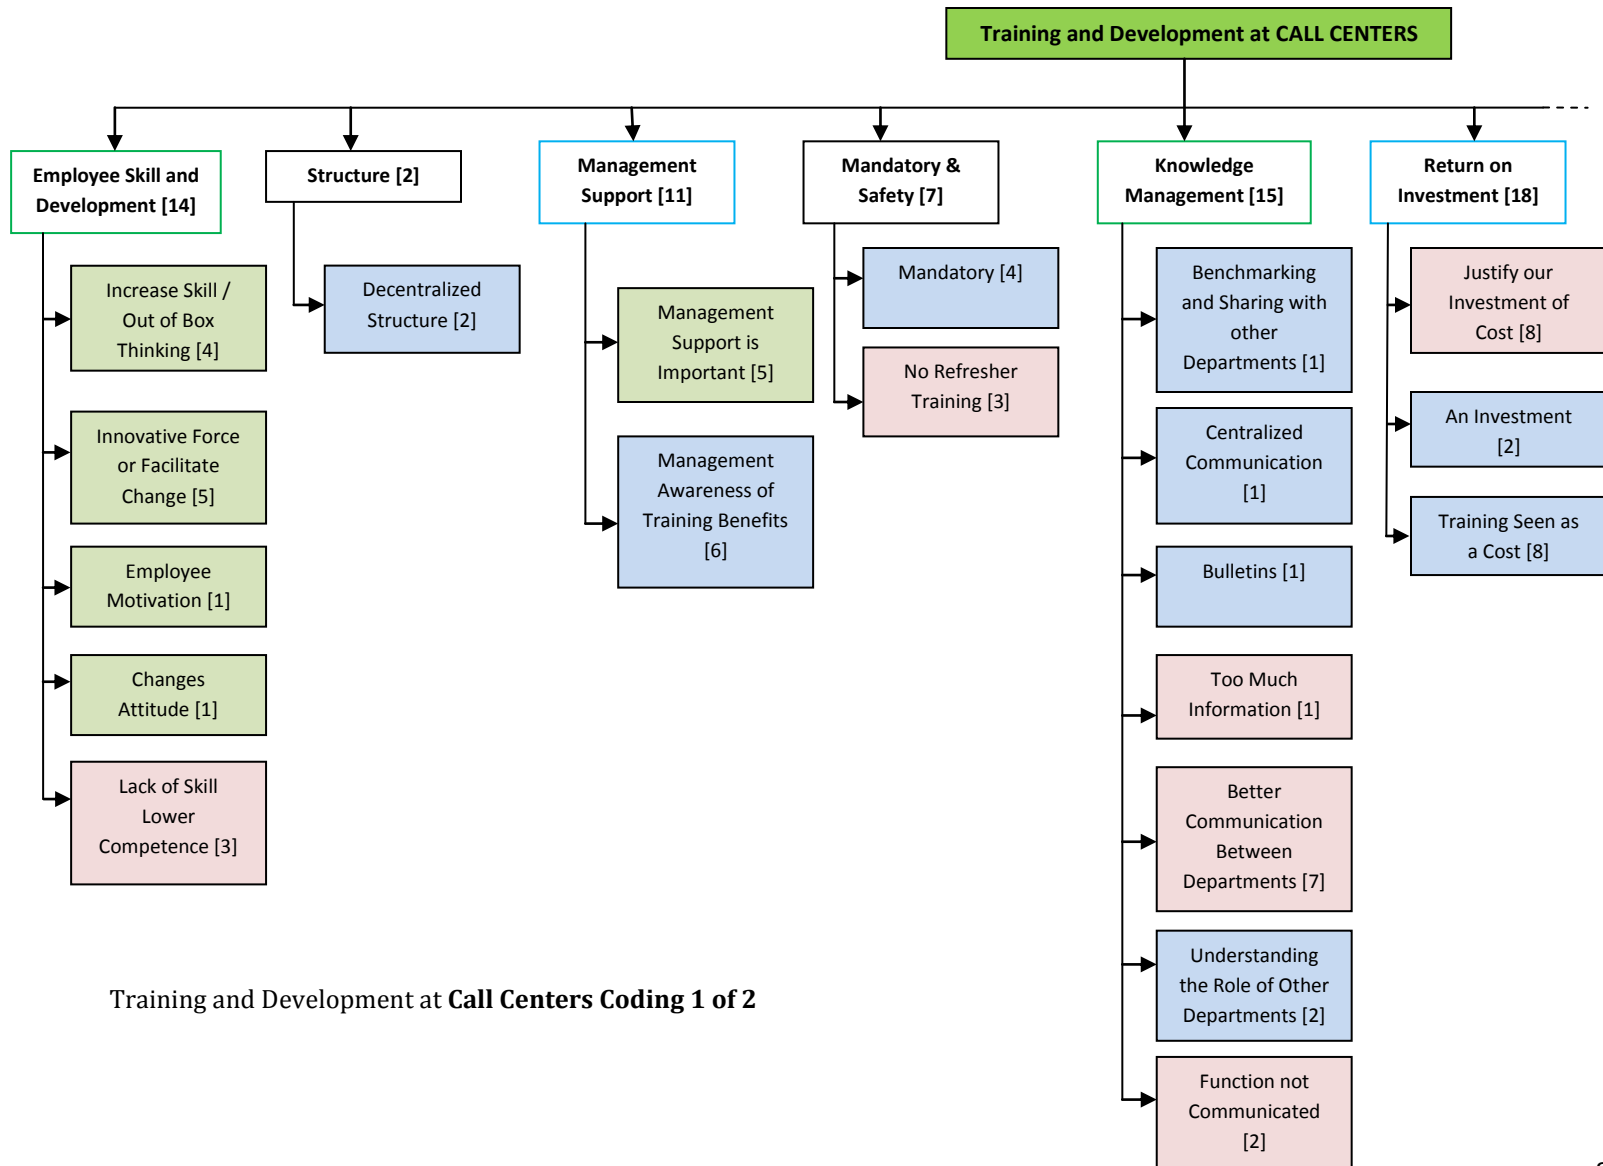 Training and Development at CALL CENTERS
Employee Skill and
Development [14]
Structure [2]
Management
Support [11]
Mandatory &
Safety [7]
Knowledge
Management [15]
Return on
Investment [18]
Increase Skill /
Out of Box
Thinking [4]
Innovative Force
or Facilitate
Change [5]
Employee
Motivation [1]
Changes
Attitude [1]
Lack of Skill
Lower
Competence [3]
Decentralized
Structure [2]
Management
Support is
Important [5]
Management
Awareness of
Training Benefits
[6]
Mandatory [4]
No Refresher
Training [3]
Benchmarking
and Sharing with
other
Departments [1]
Centralized
Communication
[1]
Bulletins [1]
Too Much
Information [1]
Better
Communication
Between
Departments [7]
Understanding
the Role of Other
Departments [2]
Function not
Communicated
[2]
Justify our
Investment of
Cost [8]
An Investment
[2]
Training Seen as
a Cost [8]
Training and Development at Call Centers Coding 1 of 2